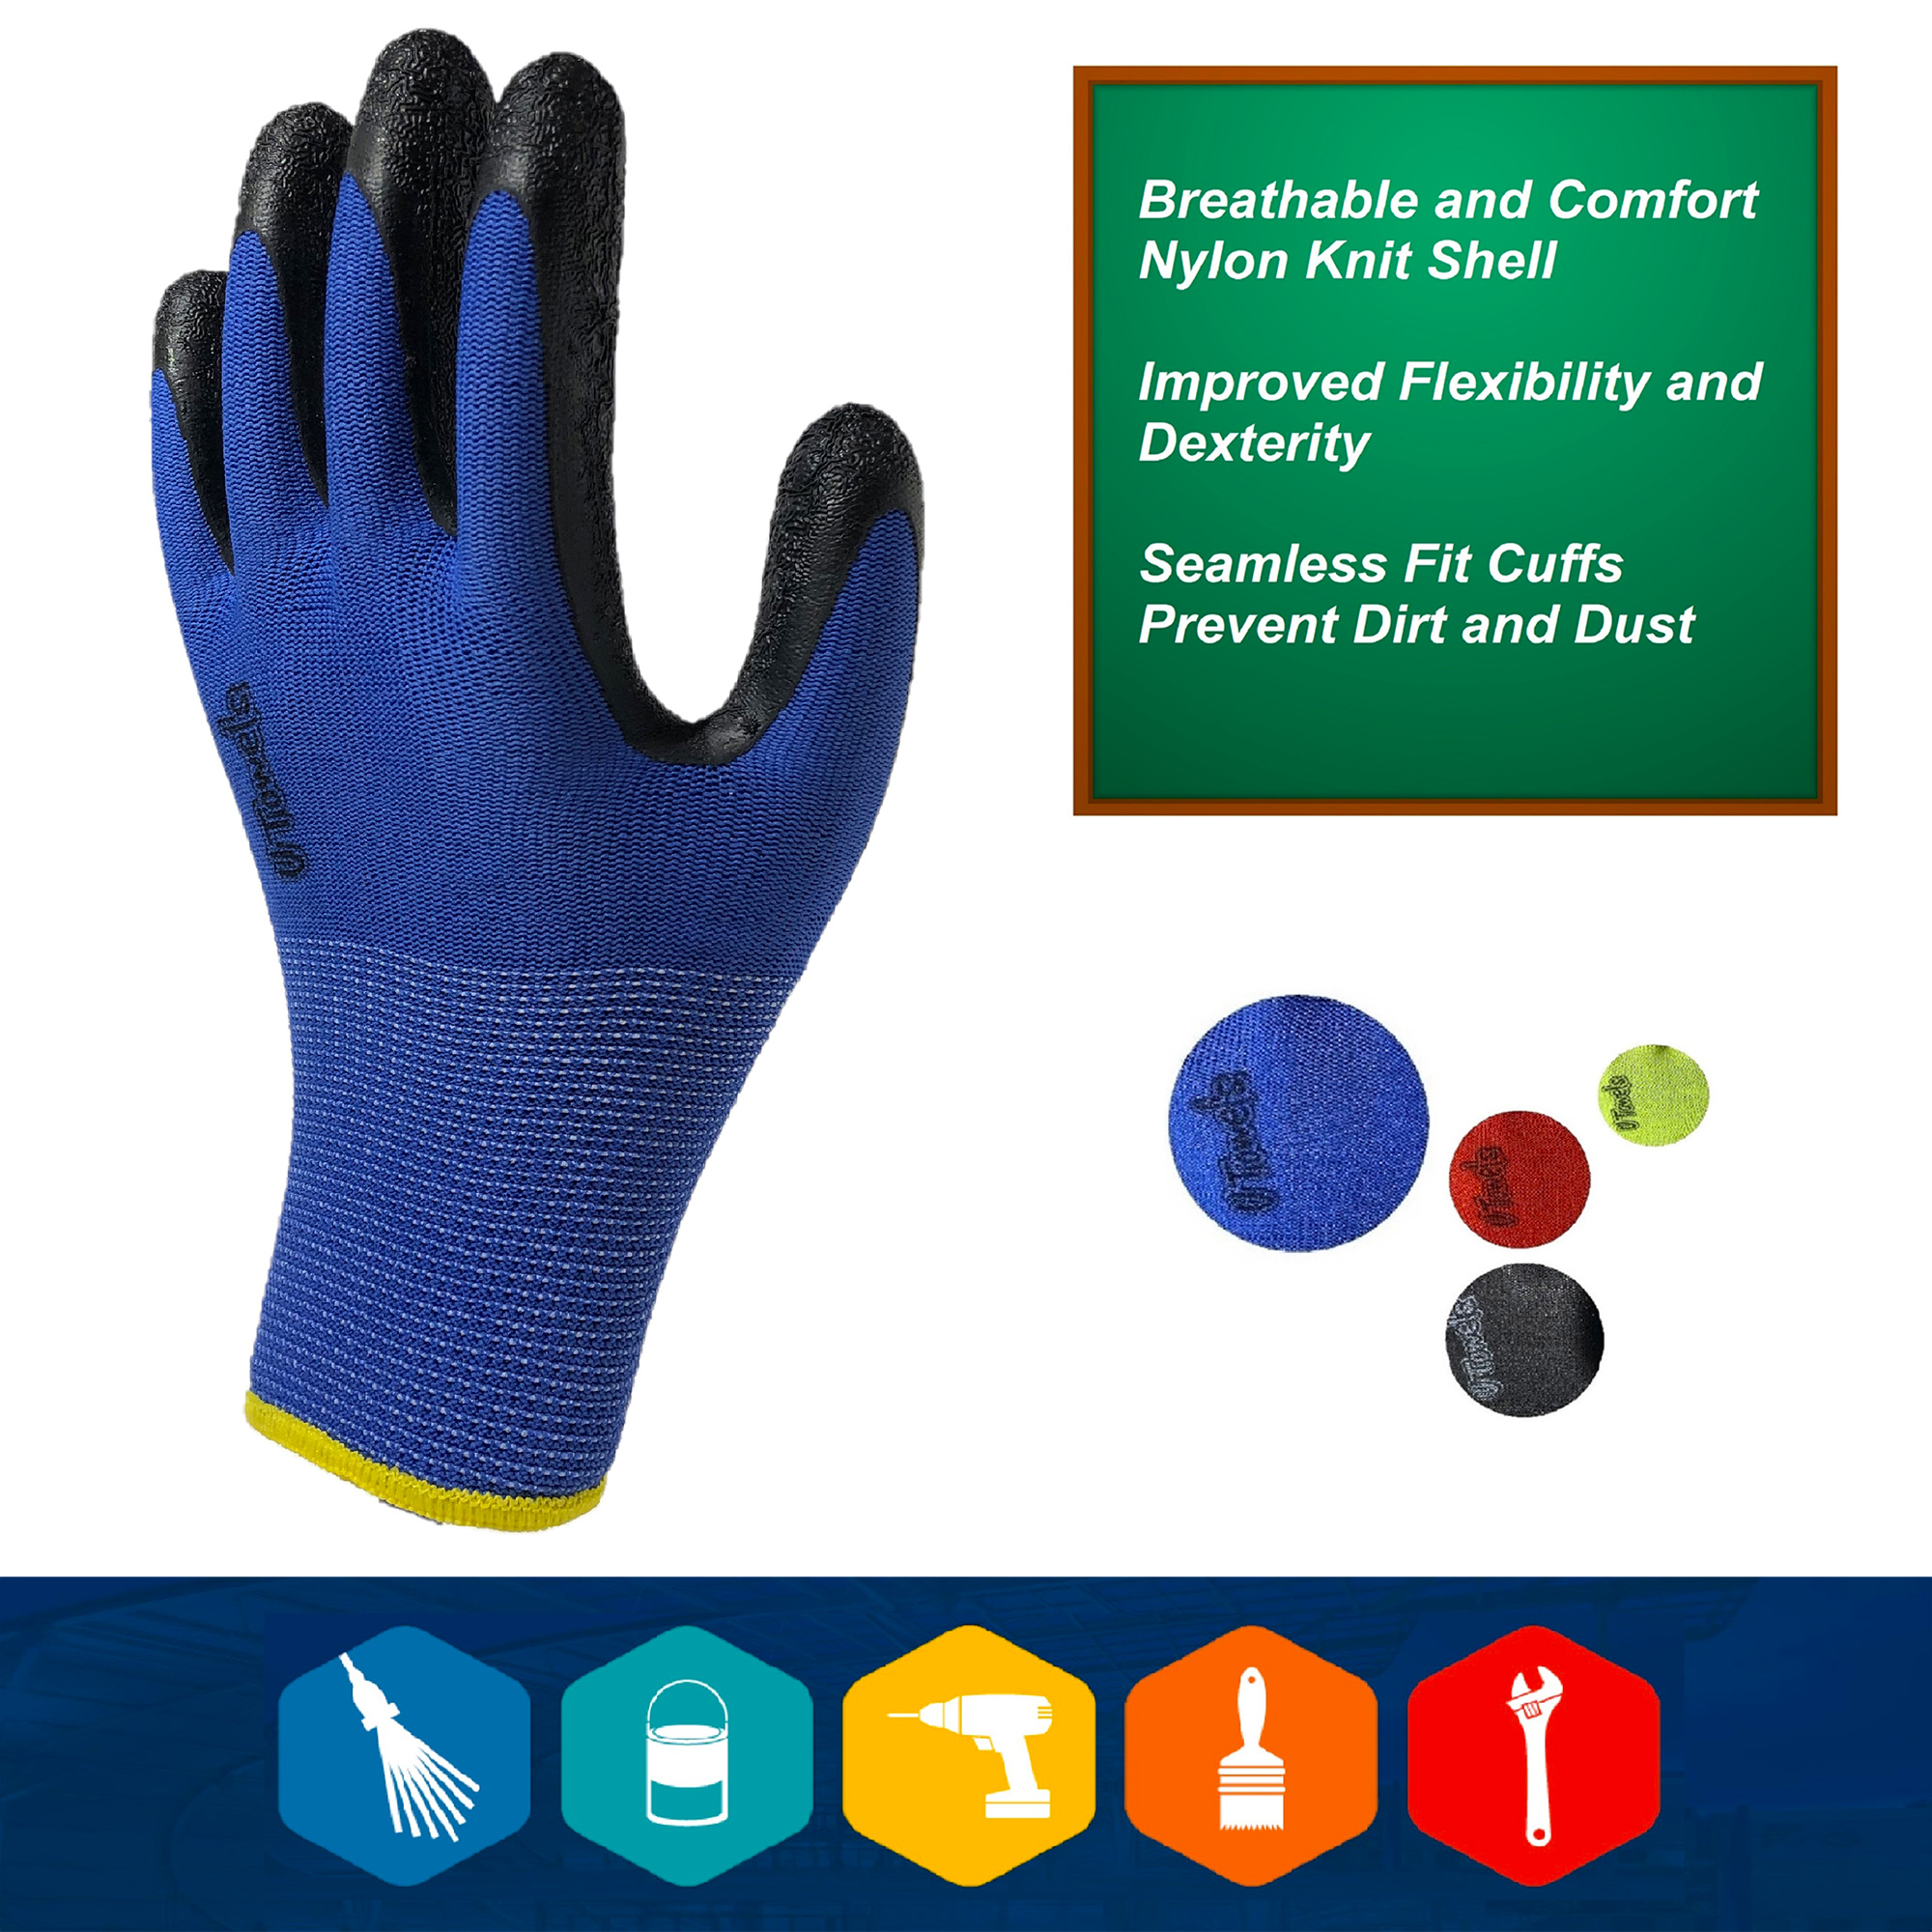 Breathable and Comfort
Nylon Knit Shell
Improved Flexibility and
Dexterity
Seamless Fit Cuffs
Prevent Dirt and Dust